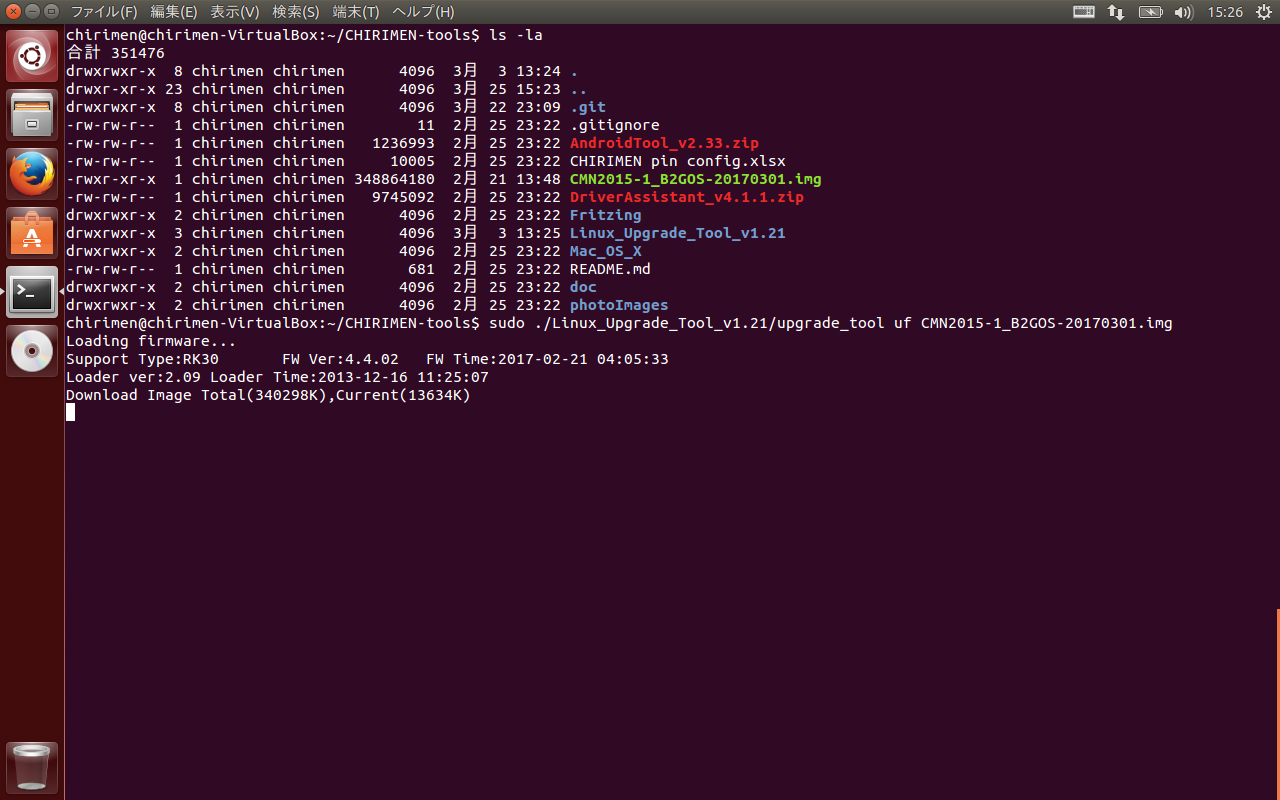 ファイル(F) 編集(E) 表示(V) 検索(S) 端末(T) ヘルプ(H) 15:26
chirimen@chirimen-VirtualBox:~/CHIRIMEN-tools$ ls -la
合計 351476
drwxrwxr-x  8 chirimen chirimen      4096  3月  3 13:24 .
drwxr-xr-x 23 chirimen chirimen      4096  3月 25 15:23 ..
drwxrwxr-x  8 chirimen chirimen      4096  3月 22 23:09 .git
-rw-rw-r--  1 chirimen chirimen        11  2月 25 23:22 .gitignore
-rw-rw-r--  1 chirimen chirimen   1236993  2月 25 23:22 AndroidTool_v2.33.zip
-rw-rw-r--  1 chirimen chirimen     10005  2月 25 23:22 CHIRIMEN pin config.xlsx
-rwxr-xr-x  1 chirimen chirimen 348864180  2月 21 13:48 CMN2015-1_B2GOS-20170301.img
-rw-rw-r--  1 chirimen chirimen   9745092  2月 25 23:22 DriverAssistant_v4.1.1.zip
drwxrwxr-x  2 chirimen chirimen      4096  2月 25 23:22 Fritzing
drwxrwxr-x  3 chirimen chirimen      4096  3月  3 13:25 Linux_Upgrade_Tool_v1.21
drwxrwxr-x  2 chirimen chirimen      4096  2月 25 23:22 Mac_OS_X
-rw-rw-r--  1 chirimen chirimen       681  2月 25 23:22 README.md
drwxrwxr-x  2 chirimen chirimen      4096  2月 25 23:22 doc
drwxrwxr-x  2 chirimen chirimen      4096  2月 25 23:22 photoImages
chirimen@chirimen-VirtualBox:~/CHIRIMEN-tools$ sudo ./Linux_Upgrade_Tool_v1.21/upgrade_tool uf CMN2015-1_B2GOS-20170301.img
Loading firmware...
Support Type:RK30       FW Ver:4.4.02   FW Time:2017-02-21 04:05:33
Loader ver:2.09 Loader Time:2013-12-16 11:25:07
Download Image Total(340298K),Current(13634K)